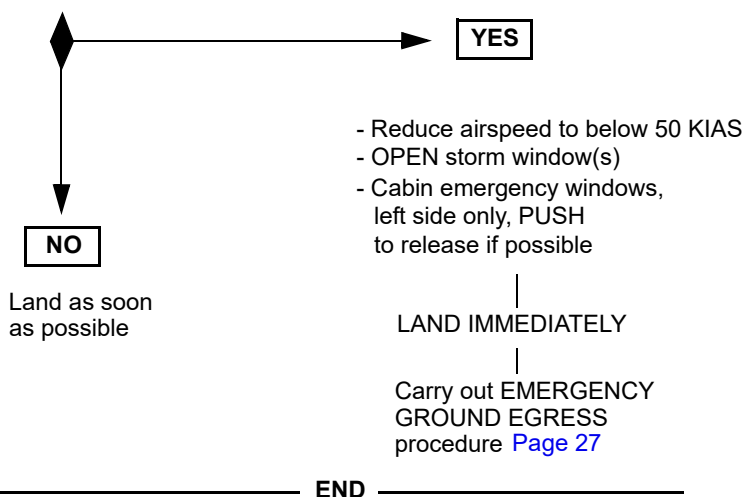 YES
- Reduce airspeed to below 50 KIAS
- OPEN storm window(s)
- Cabin emergency windows,
left side only, PUSH
to release if possible
NO
Land as soon
as possible
LAND IMMEDIATELY
Carry out EMERGENCY
GROUND EGRESS
procedure Page 27
END